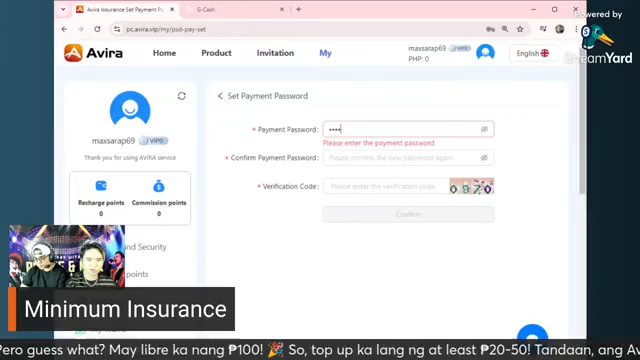 Avira Insurance Set Payment P
G-Cash
pc.avira.vip/my/psd-pay-set
Powered by
StreamYard
Avira
Home
Product
Invitation
My
maxsarap69
PHP: 0
English
maxsarap69 VIP0
Thank you for using AVIRA service
Recharge points
0
Commission points
0
Set Payment Password
* Payment Password:
••••
Please enter the payment password
* Confirm Payment Password:
Please confirm the new password again
* Verification Code:
Please enter the verification code,
0970
Confirm
nd Security
points
Minimum Insurance
Pero guess what? May libre ka nang ₱100! 🎉 So, top up ka lang ng at least ₱20-50! Tandaan, ang Av